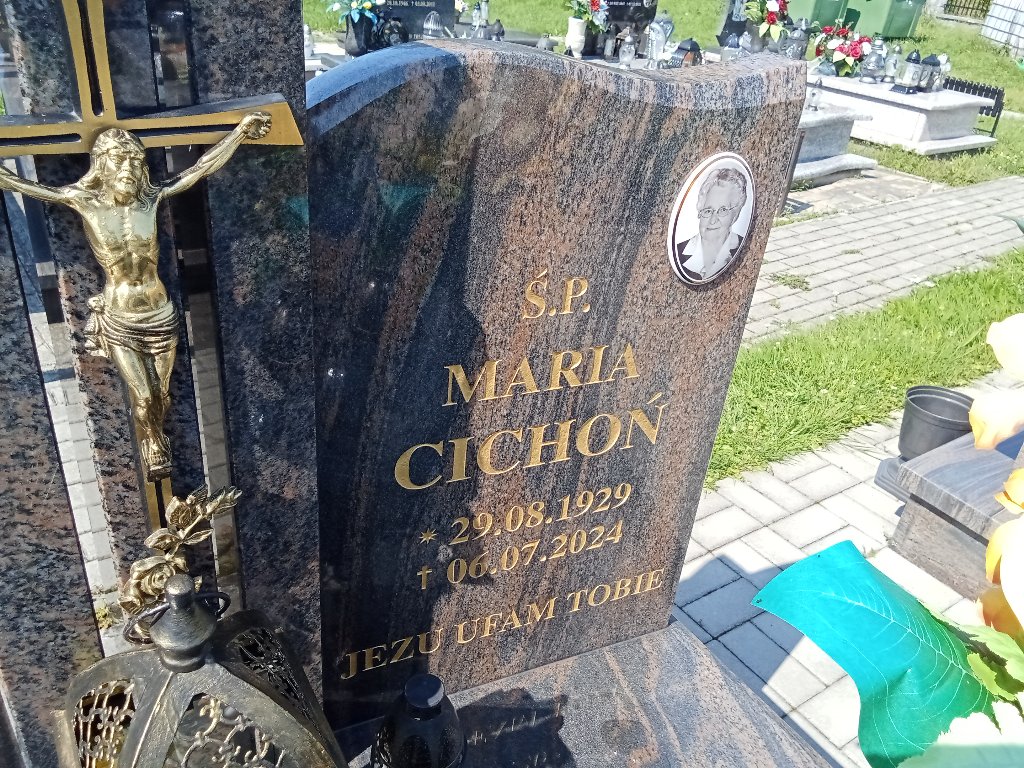 Ś.P.
MARIA
CICHOŃ
* 29.08.1929
† 06.07.2024
JEZU UFAM TOBIE